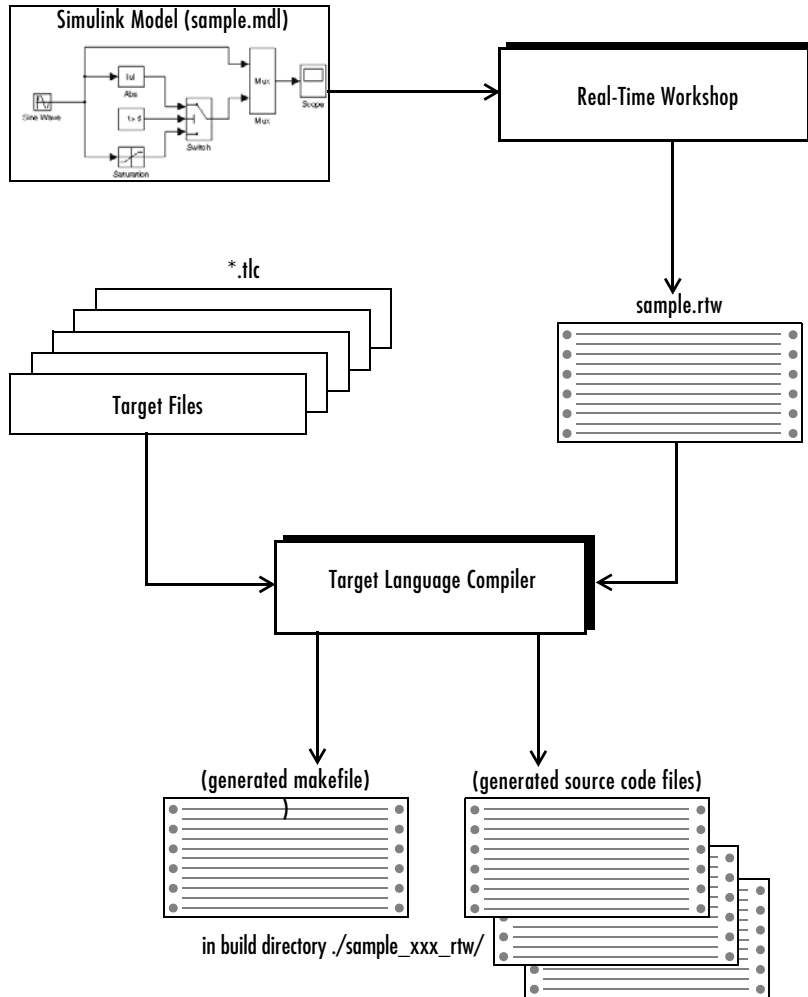 Simulink Model (sample.mdl)
|u|
Abs
Sine Wave
Switch
Saturation
Mux
Mux
Scope
Real-Time Workshop
*.tlc
sample.rtw
Target Files
Target Language Compiler
(generated makefile)
(generated source code files)
)
in build directory ./sample_xxx_rtw/